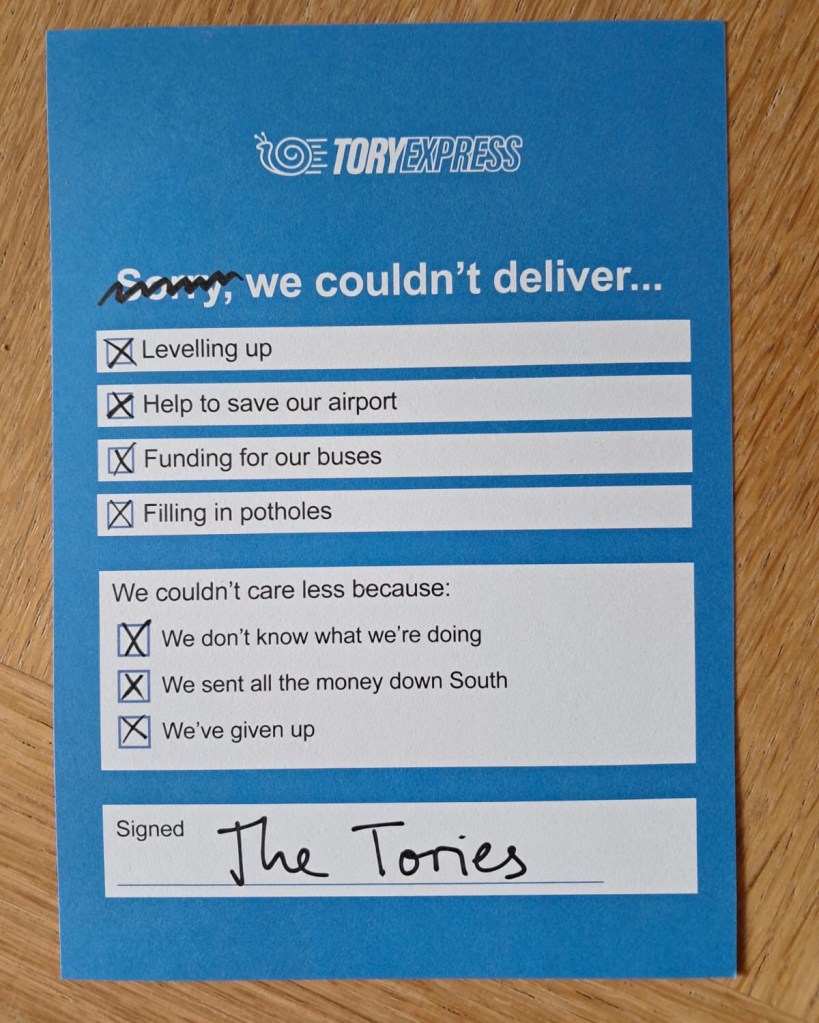 TORYEXPRESS
Sorry, we couldn't deliver...
Levelling up
Help to save our airport
Funding for our buses
Filling in potholes
We couldn't care less because:
We don't know what we're doing
We sent all the money down South
We've given up
Signed The Tories